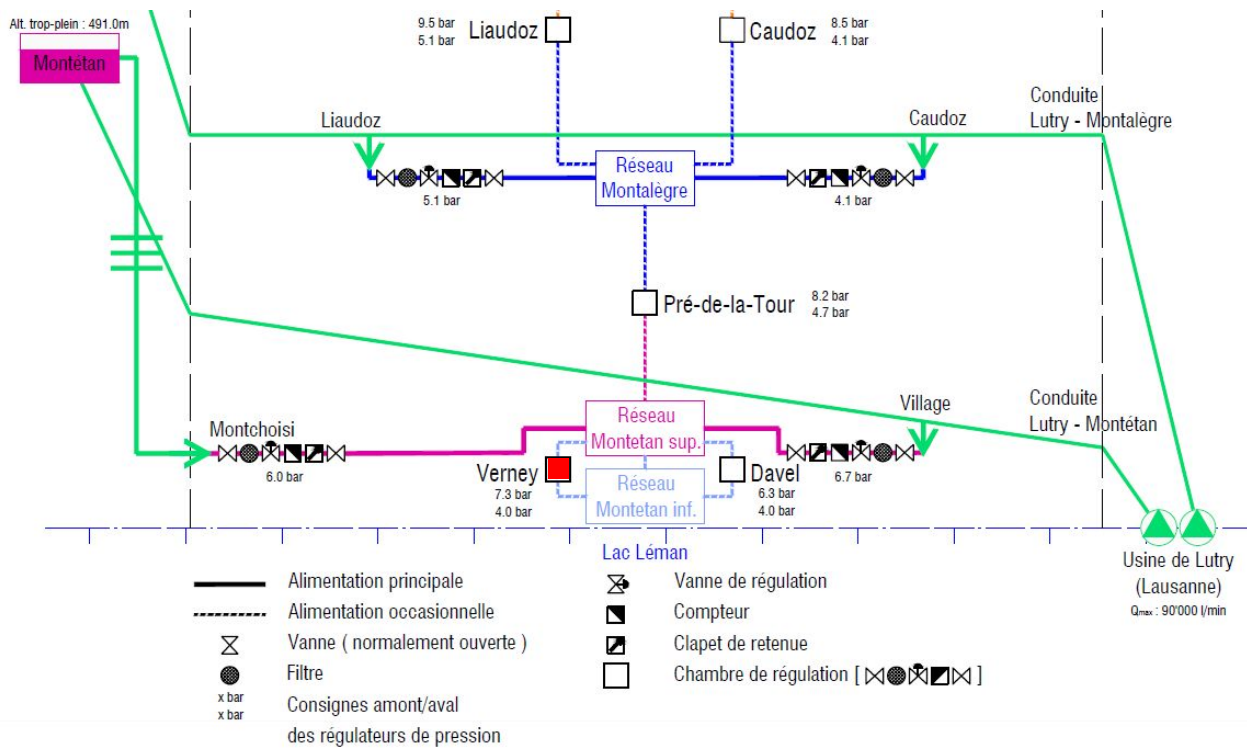 Alt. trop-plein : 491.0m
Montétan
9.5 bar
5.1 bar
Liaudoz
Caudoz
8.5 bar
4.1 bar
Liaudoz
Caudoz
Conduite
Lutry - Montalègre
Réseau
Montalègre
5.1 bar
4.1 bar
Pré-de-la-Tour
8.2 bar
4.7 bar
Village
Conduite
Lutry - Montétan
Montchoisi
6.0 bar
Réseau
Montetan sup.
6.7 bar
Verney
7.3 bar
4.0 bar
Réseau
Montetan inf.
Davel
6.3 bar
4.0 bar
Lac Léman
Usine de Lutry
(Lausanne)
Qmax : 90'000 l/min
Alimentation principale
Alimentation occasionnelle
Vanne ( normalement ouverte )
Filtre
x bar
x bar
Consignes amont/aval
des régulateurs de pression
Vanne de régulation
Compteur
Clapet de retenue
Chambre de régulation [ ]